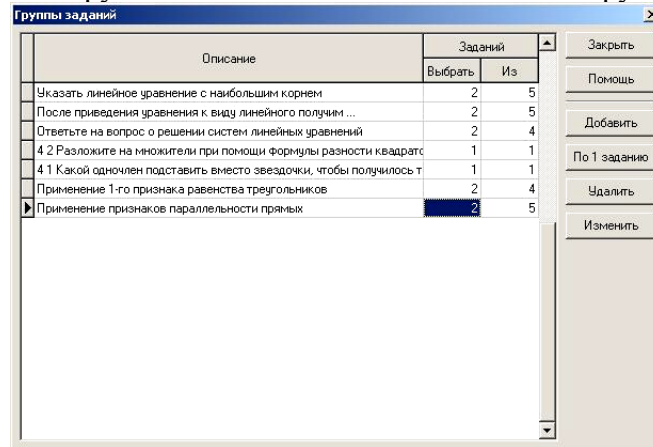 Группы заданий
Описание
Заданий
Выбрать Из
Указать линейное уравнение с наибольшим корнем 2 5
После приведения уравнения к виду линейного получим ... 2 5
Ответьте на вопрос о решении систем линейных уравнений 2 4
4 2 Разложите на множители при помощи формулы разности квадрато 1 1
4 1 Какой одночлен подставить вместо звездочки, чтобы получилось т 1 1
Применение 1-го признака равенства треугольников 2 4
Применение признаков параллельности прямых 2 5
Закрыть
Помощь
Добавить
По 1 заданию
Удалить
Изменить